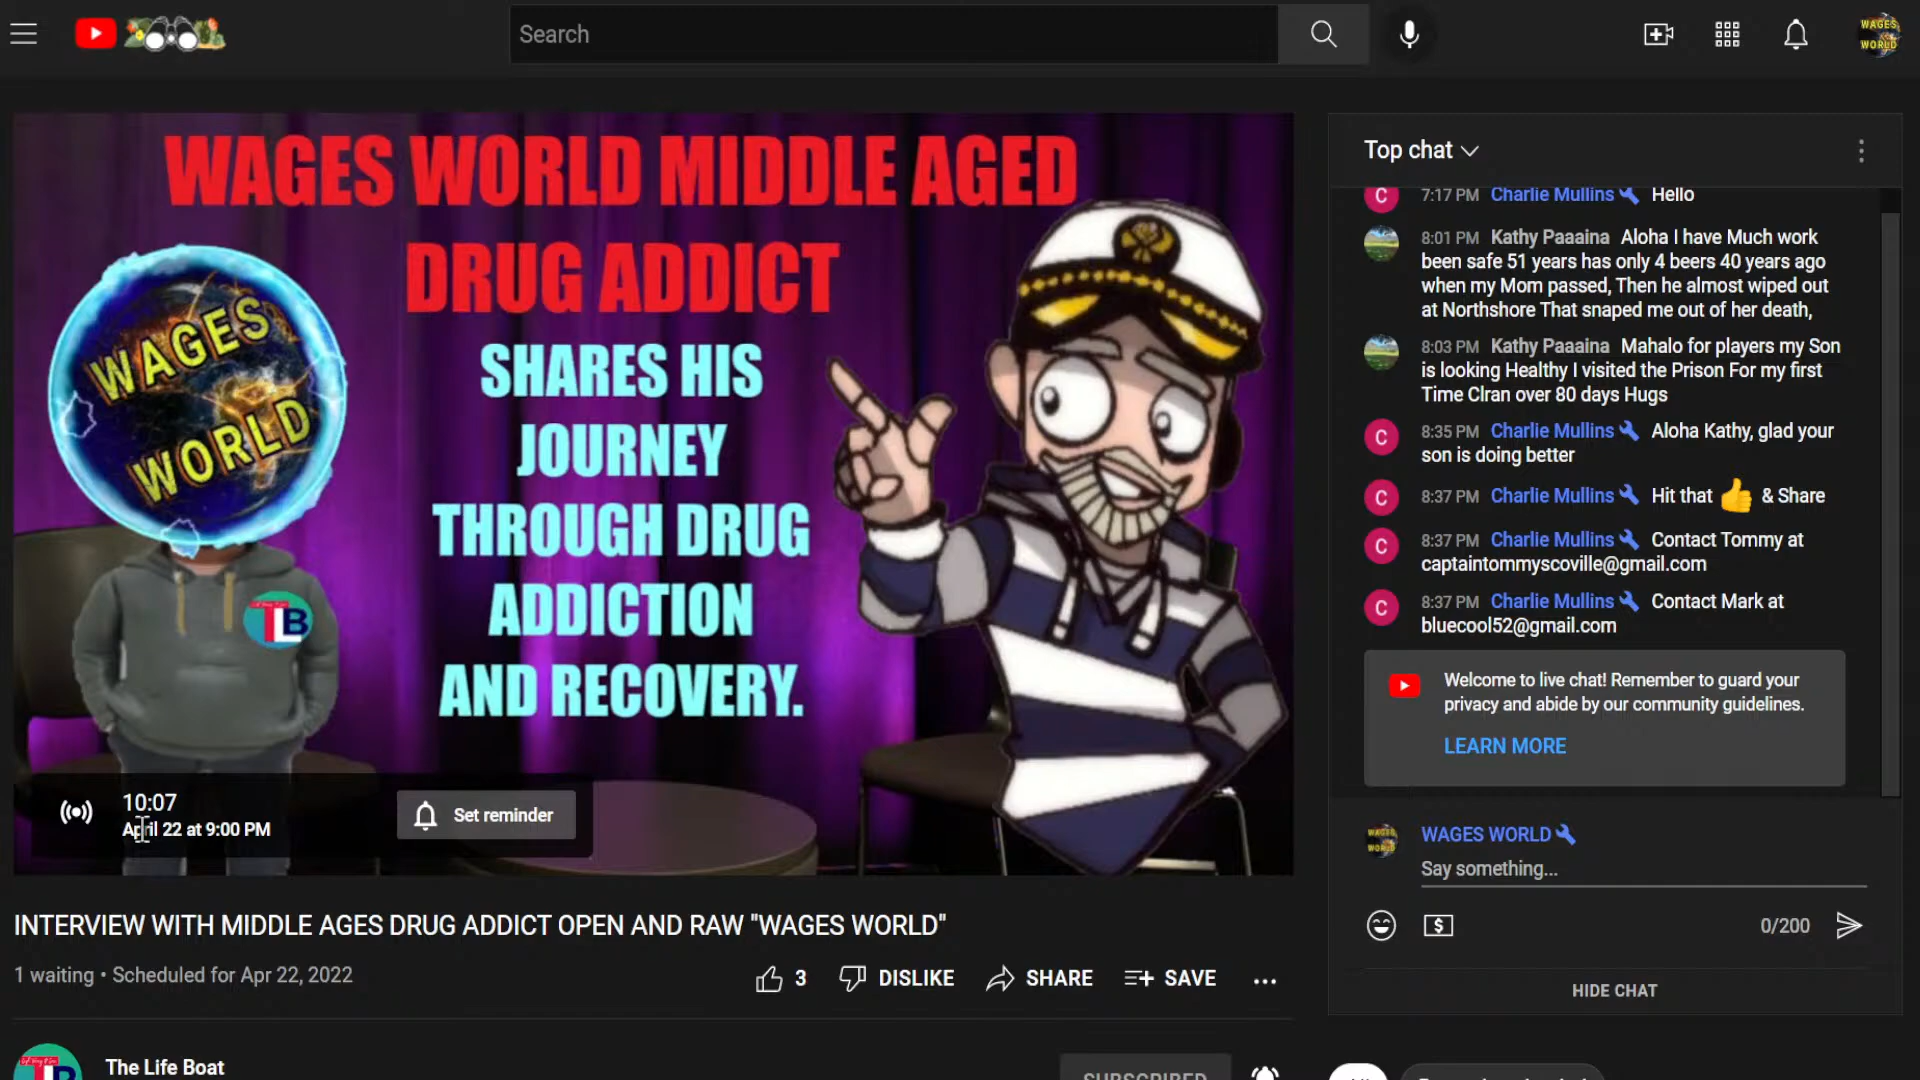 Search
WAGES
WORLD
WAGES WORLD MIDDLE AGED
DRUG ADDICT
SHARES HIS
JOURNEY
THROUGH DRUG
ADDICTION
AND RECOVERY.
WAGES
WORLD
TLB
10:07
April 22 at 9:00 PM
Set reminder
INTERVIEW WITH MIDDLE AGES DRUG ADDICT OPEN AND RAW "WAGES WORLD"
1 waiting • Scheduled for Apr 22, 2022
3
DISLIKE
SHARE
SAVE
The Life Boat
SUBSCRIBED
Top chat
C
7:17 PM Charlie Mullins Hello
8:01 PM Kathy Paaaina Aloha I have Much work
been safe 51 years has only 4 beers 40 years ago
when my Mom passed, Then he almost wiped out
at Northshore That snaped me out of her death,
8:03 PM Kathy Paaaina Mahalo for players my Son
is looking Healthy I visited the Prison For my first
Time Clran over 80 days Hugs
C
8:35 PM Charlie Mullins Aloha Kathy, glad your
son is doing better
C
8:37 PM Charlie Mullins Hit that 👍 & Share
C
8:37 PM Charlie Mullins Contact Tommy at
captaintommyscoville@gmail.com
C
8:37 PM Charlie Mullins Contact Mark at
bluecool52@gmail.com
Welcome to live chat! Remember to guard your
privacy and abide by our community guidelines.
LEARN MORE
WAGES WORLD
Say something...
0/200
HIDE CHAT